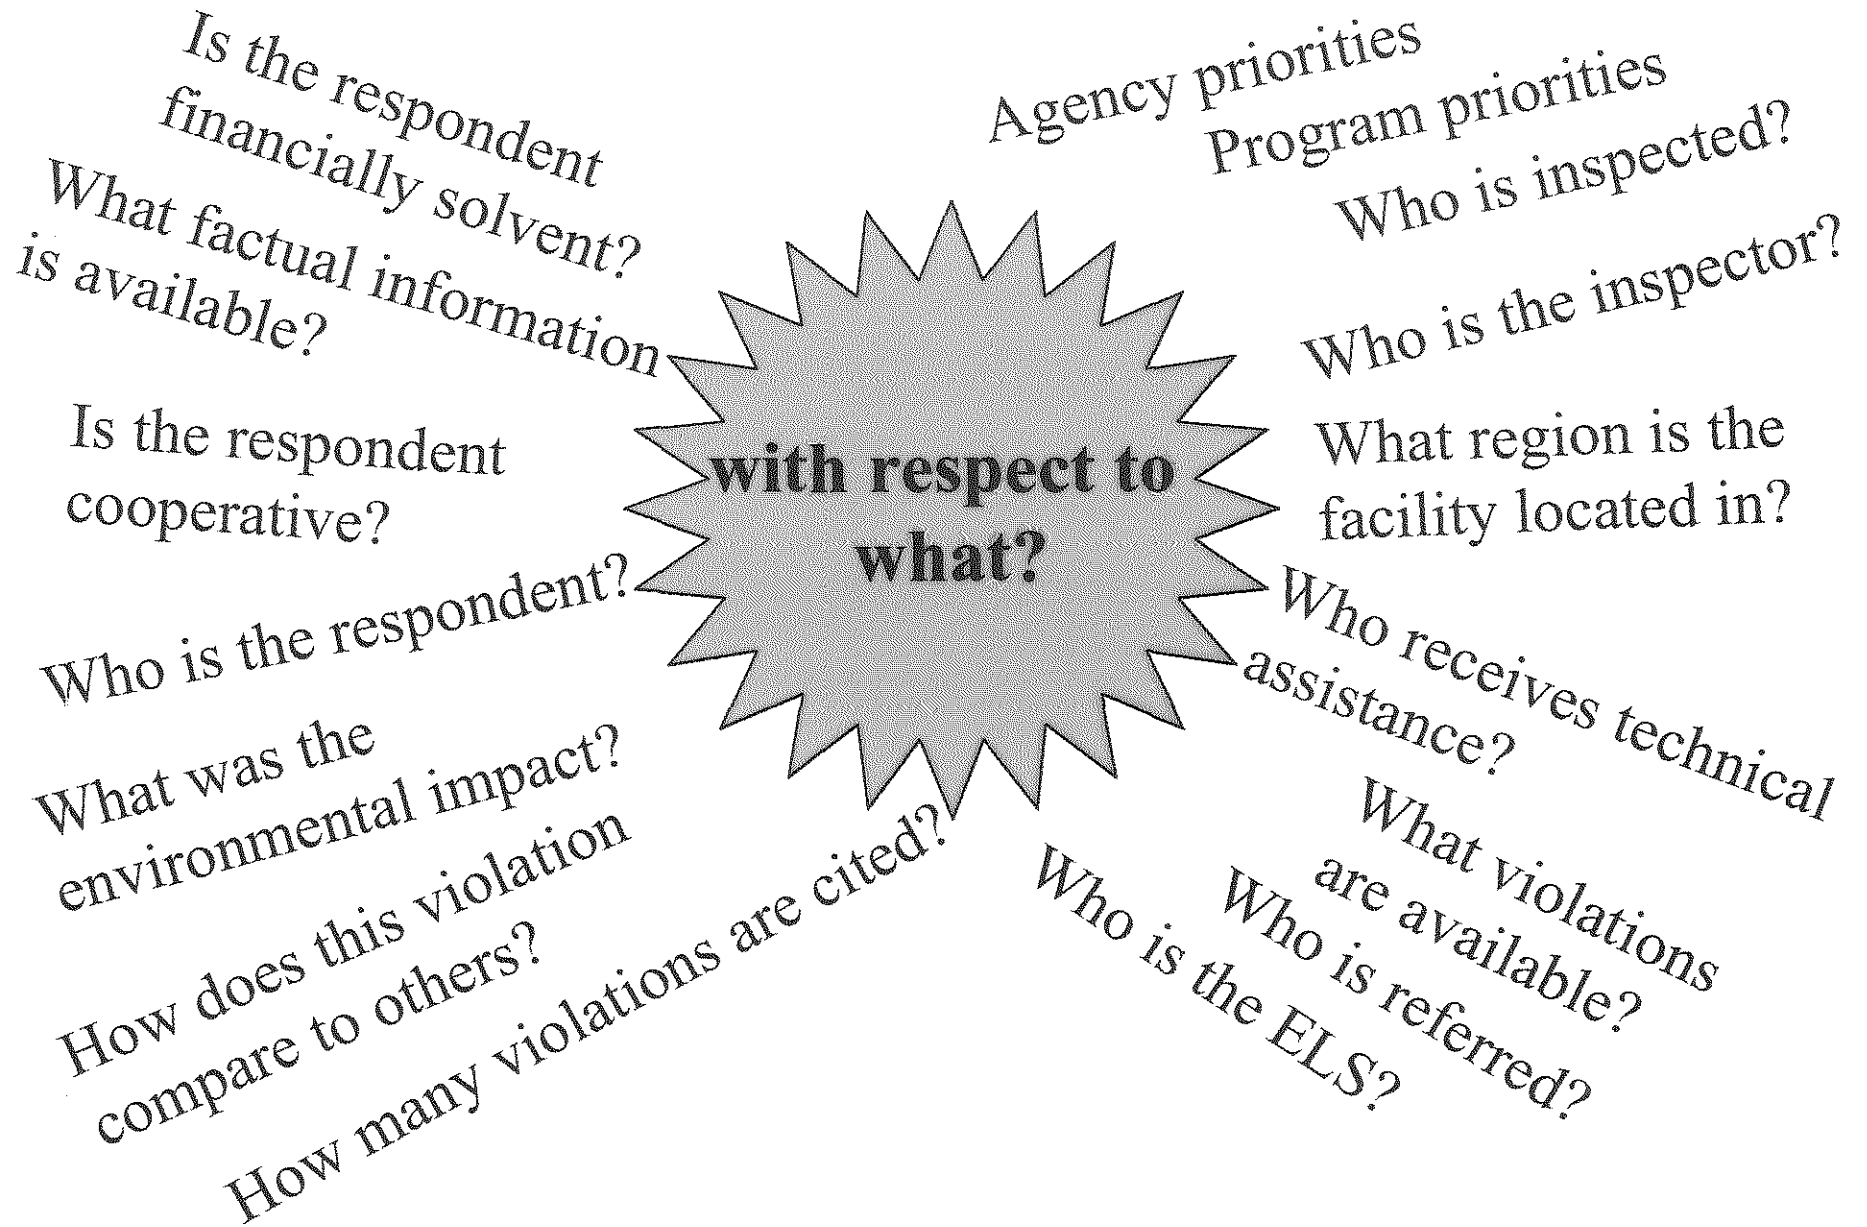 Is the respondent
financially solvent?
What factual information
is available?
Is the respondent
cooperative?
Who is the respondent?
What was the
environmental impact?
How does this violation
compare to others?
How many violations are cited?
with respect to
what?
Agency priorities
Program priorities
Who is inspected?
Who is the inspector?
What region is the
facility located in?
Who receives technical
assistance?
What violations
are available?
Who is referred?
Who is the ELS?